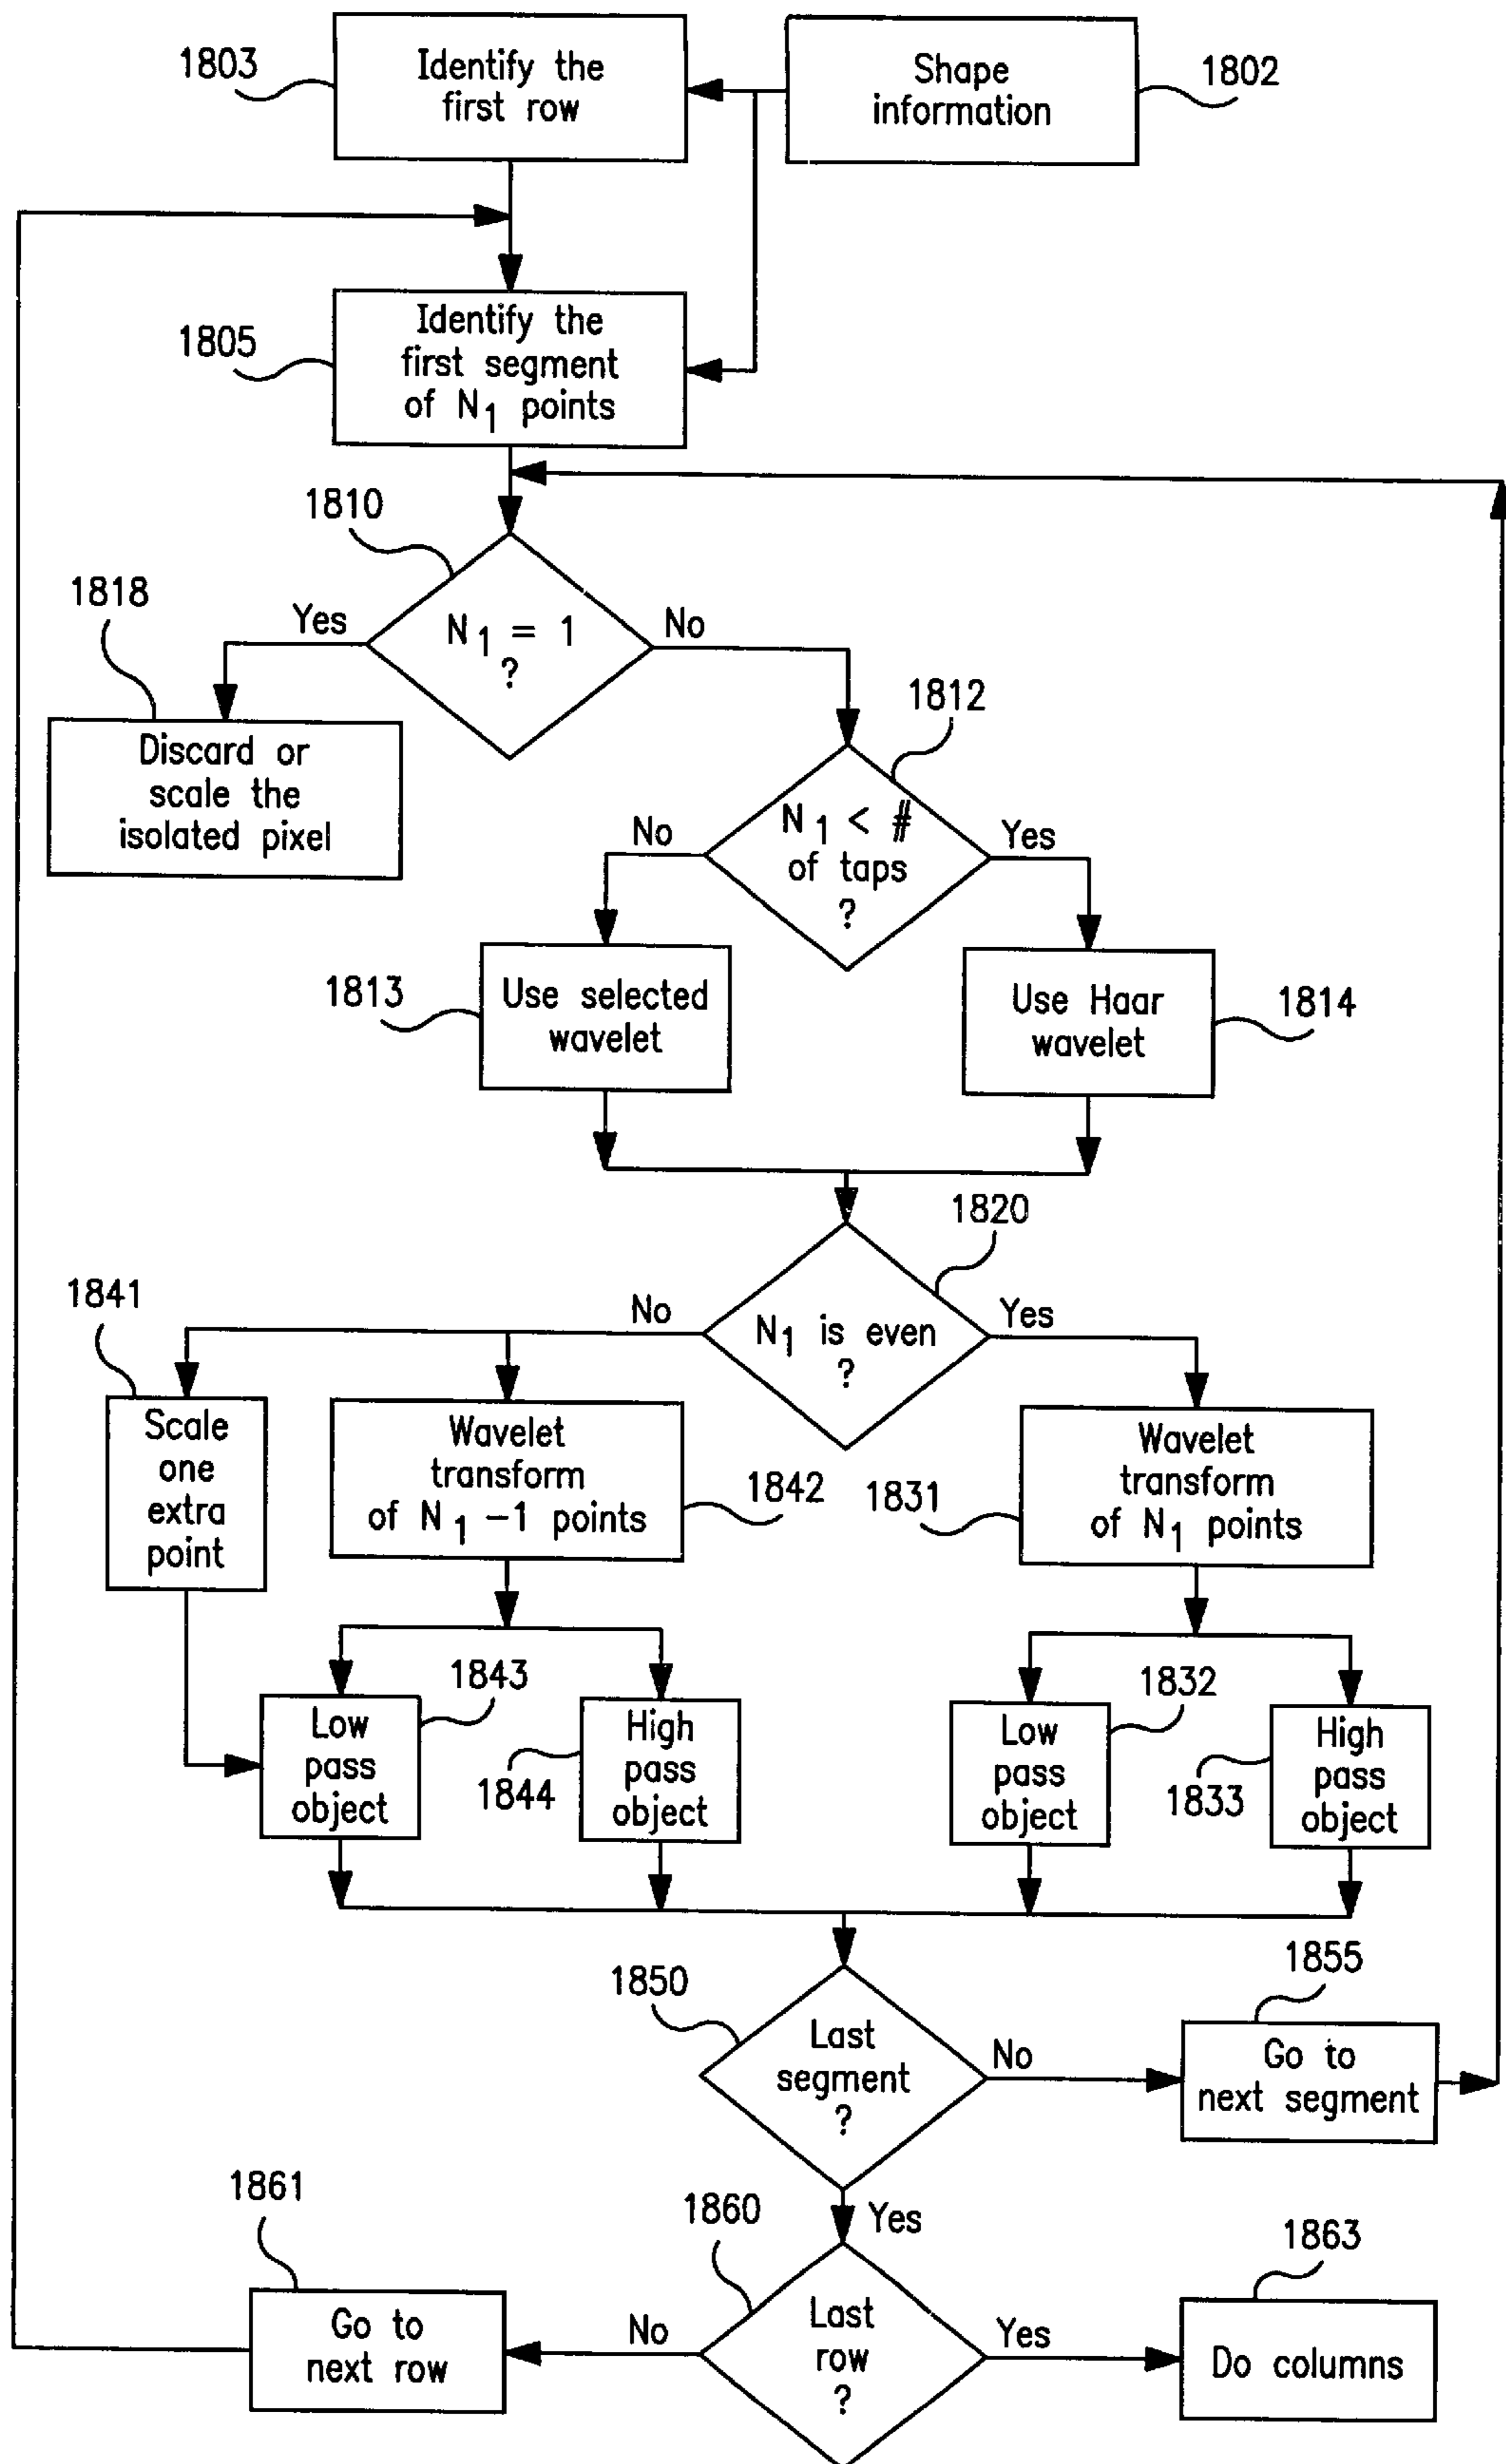 1803
Identify the
first row
Shape
information
1802
1805
Identify the
first segment
of N1 points
1810
N1 = 1
?
Yes
No
1818
Discard or
scale the
isolated pixel
1812
N1 < #
of taps
?
No
Yes
1813
Use selected
wavelet
Use Haar
wavelet
1814
1820
N1 is even
?
No
Yes
1841
Scale
one
extra
point
Wavelet
transform
of N1 -1 points
1842
1831
Wavelet
transform
of N1 points
1843
Low
pass
object
1844
High
pass
object
1832
Low
pass
object
1833
High
pass
object
1850
Last
segment
?
No
1855
Go to
next segment
Yes
1861
Go to
next row
1860
Last
row
?
No
Yes
1863
Do columns